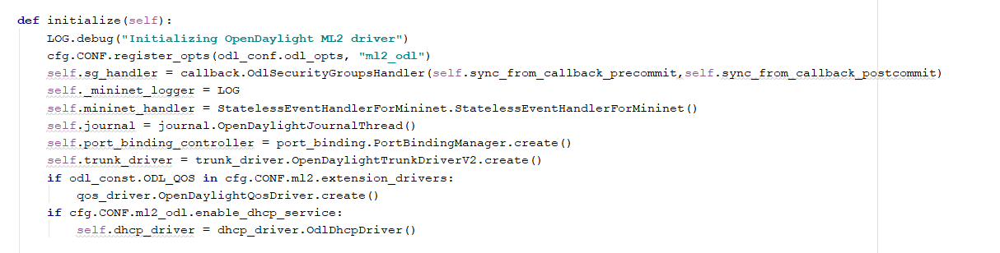 def initialize(self):
    LOG.debug("Initializing OpenDaylight ML2 driver")
    cfg.CONF.register_opts(odl_conf.odl_opts, "ml2_odl")
    self.sg_handler = callback.OdlSecurityGroupsHandler(self.sync_from_callback_precommit,self.sync_from_callback_postcommit)
    self._mininet_logger = LOG
    self.mininet_handler = StatelessEventHandlerForMininet.StatelessEventHandlerForMininet()
    self.journal = journal.OpenDaylightJournalThread()
    self.port_binding_controller = port_binding.PortBindingManager.create()
    self.trunk_driver = trunk_driver.OpenDaylightTrunkDriverV2.create()
    if odl_const.ODL_QOS in cfg.CONF.ml2.extension_drivers:
        qos_driver.OpenDaylightQosDriver.create()
    if cfg.CONF.ml2_odl.enable_dhcp_service:
        self.dhcp_driver = dhcp_driver.OdlDhcpDriver()